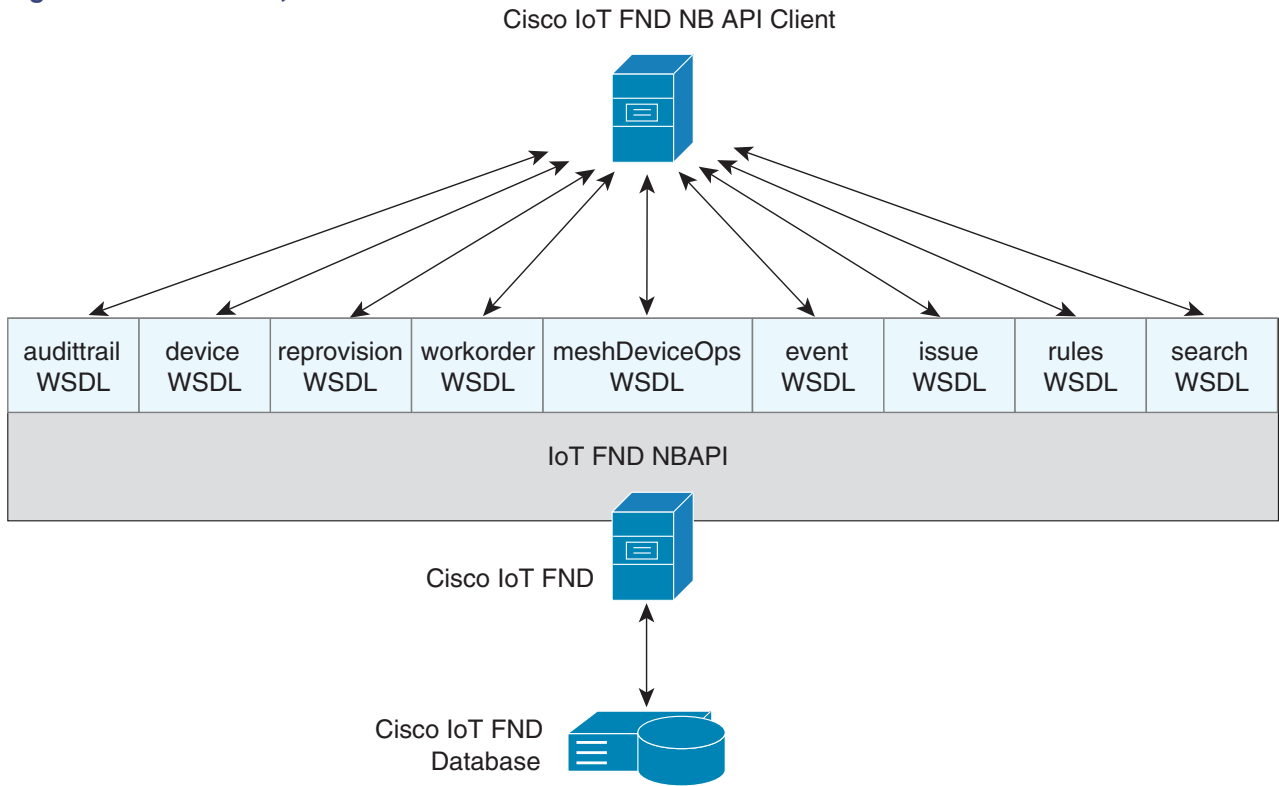 Cisco IoT FND NB API Client
audittrail WSDL
device WSDL
reprovision WSDL
workorder WSDL
meshDeviceOps WSDL
event WSDL
issue WSDL
rules WSDL
search WSDL
IoT FND NBAPI
Cisco IoT FND
Cisco IoT FND
Database